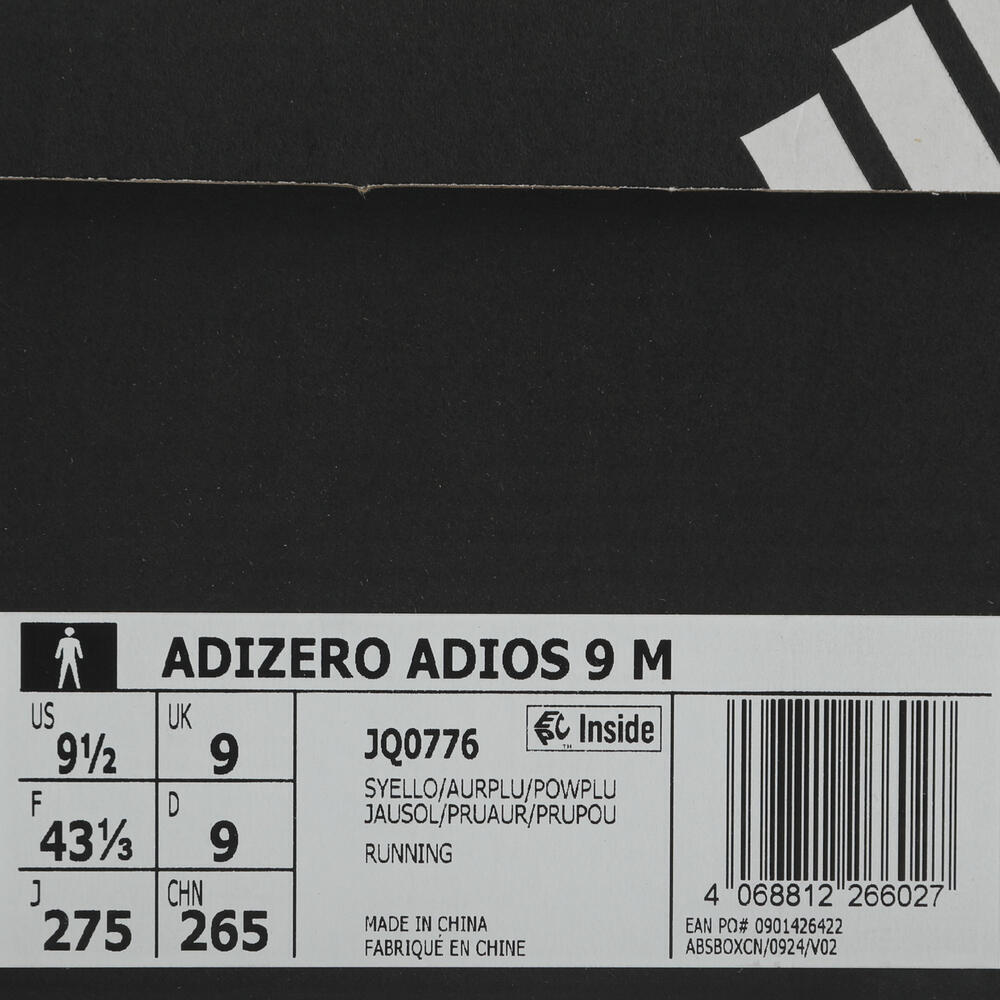 ADIZERO ADIOS 9 M
US 9½
UK 9
F 43⅓
D 9
J 275
CHN 265
JQ0776
EPC™ Inside
SYELLO/AURPLU/POWPLU
JAUSOL/PRUAUR/PRUPOU
RUNNING
MADE IN CHINA
FABRIQUÉ EN CHINE
4 068812 266027
EAN PO# 0901426422
ABSBOXCN/0924/V02